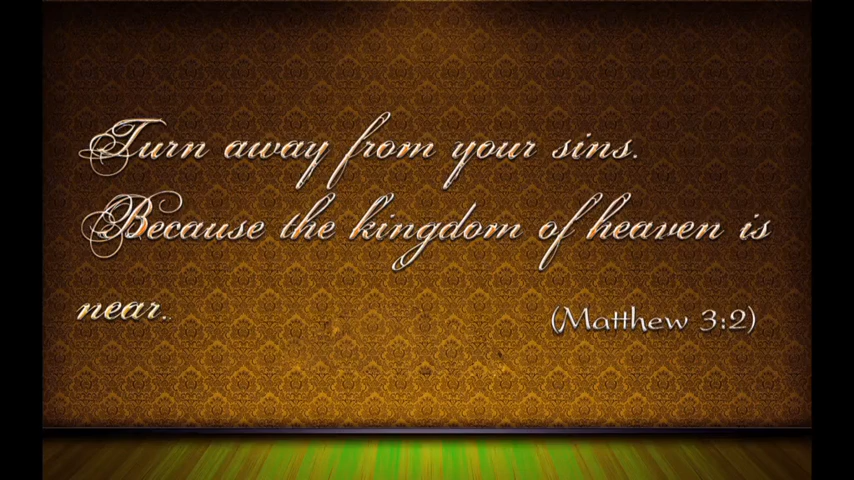 Turn away from your sins.
Because the kingdom of heaven is
near.
(Matthew 3:2)